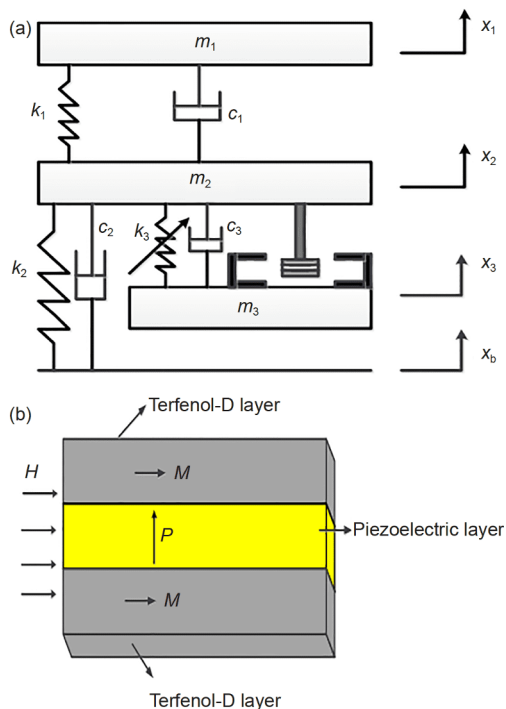 (a)
m1
x1
k1
c1
m2
x2
c2
k3
c3
k2
m3
x3
xb
(b)
Terfenol-D layer
H
M
P
Piezoelectric layer
M
Terfenol-D layer